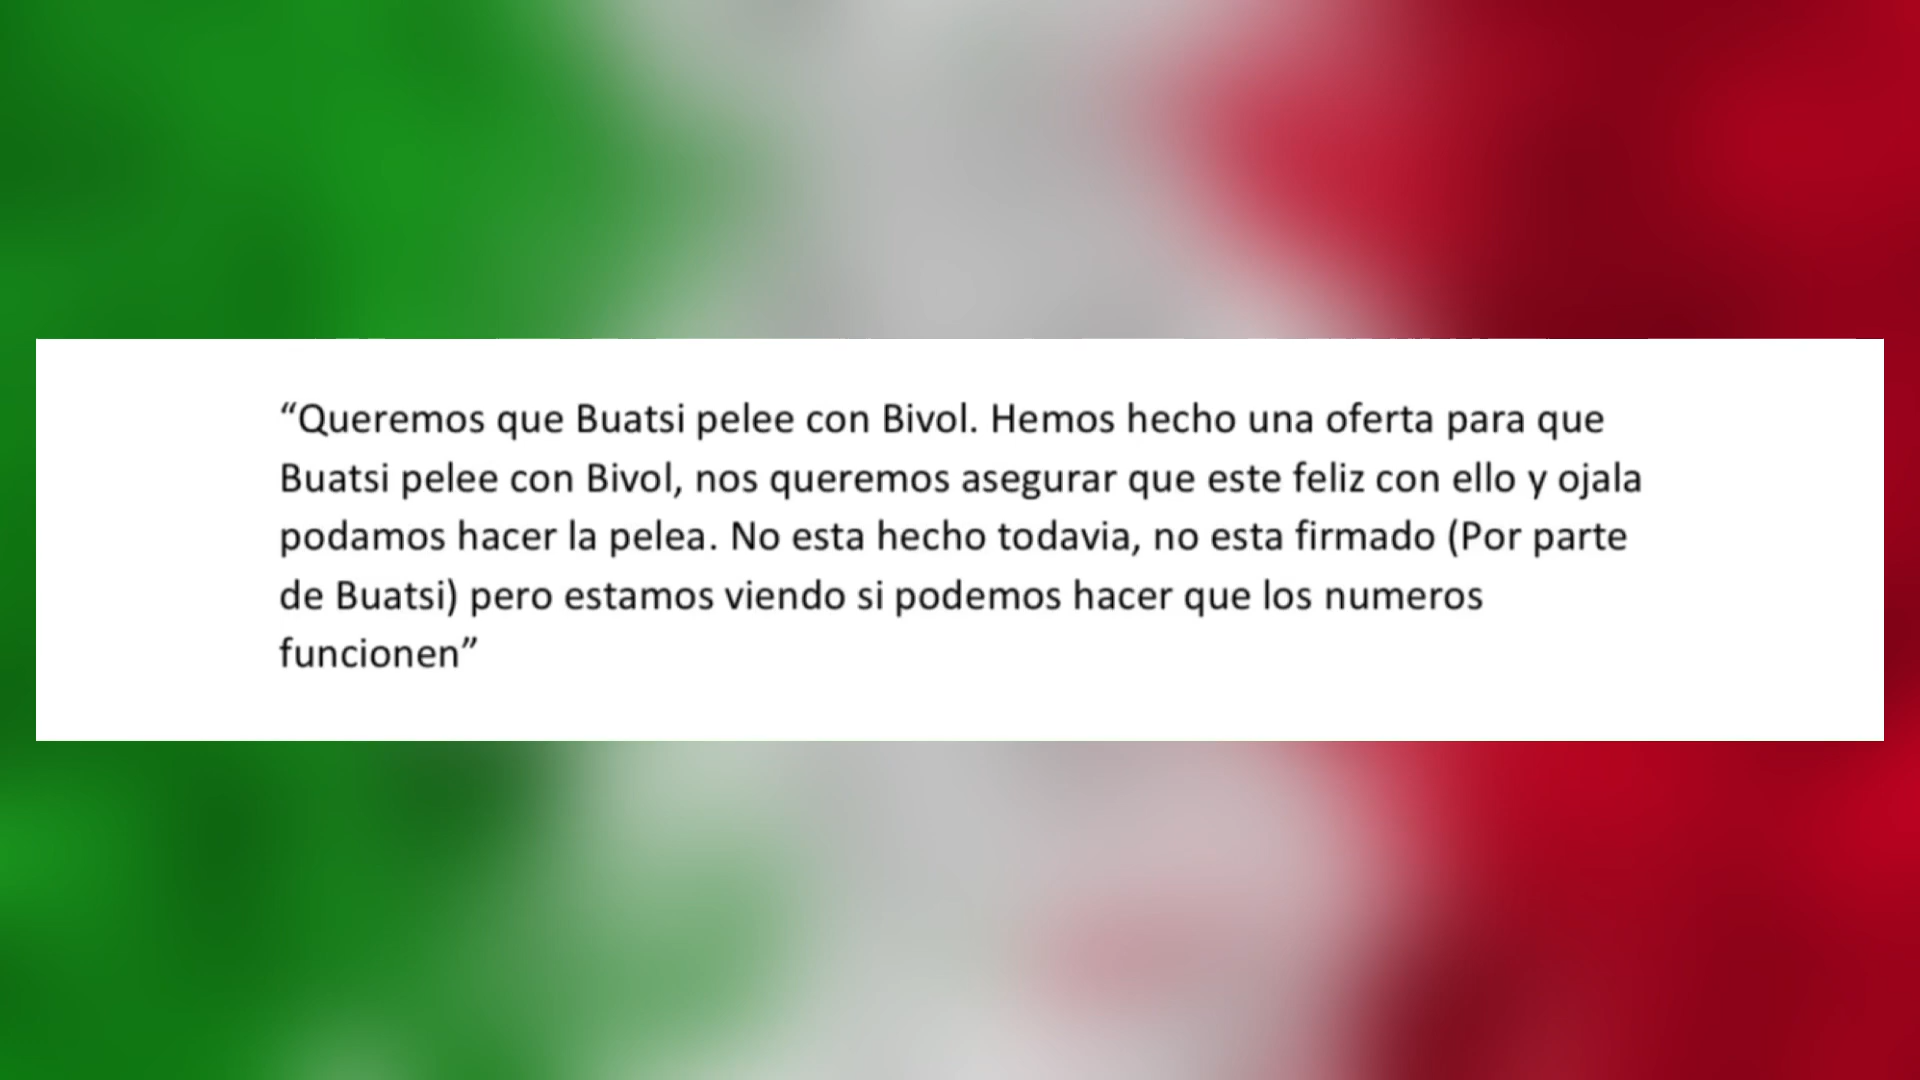 “Queremos que Buatsi pelee con Bivol. Hemos hecho una oferta para que
Buatsi pelee con Bivol, nos queremos asegurar que este feliz con ello y ojala
podamos hacer la pelea. No esta hecho todavia, no esta firmado (Por parte
de Buatsi) pero estamos viendo si podemos hacer que los numeros
funcionen”